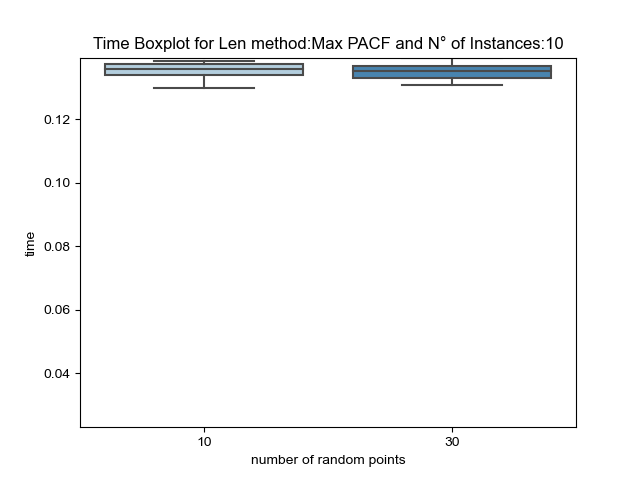 Time Boxplot for Len method:Max PACF and N° of Instances:10
0.12
0.10
0.08
0.06
0.04
time
10
30
number of random points